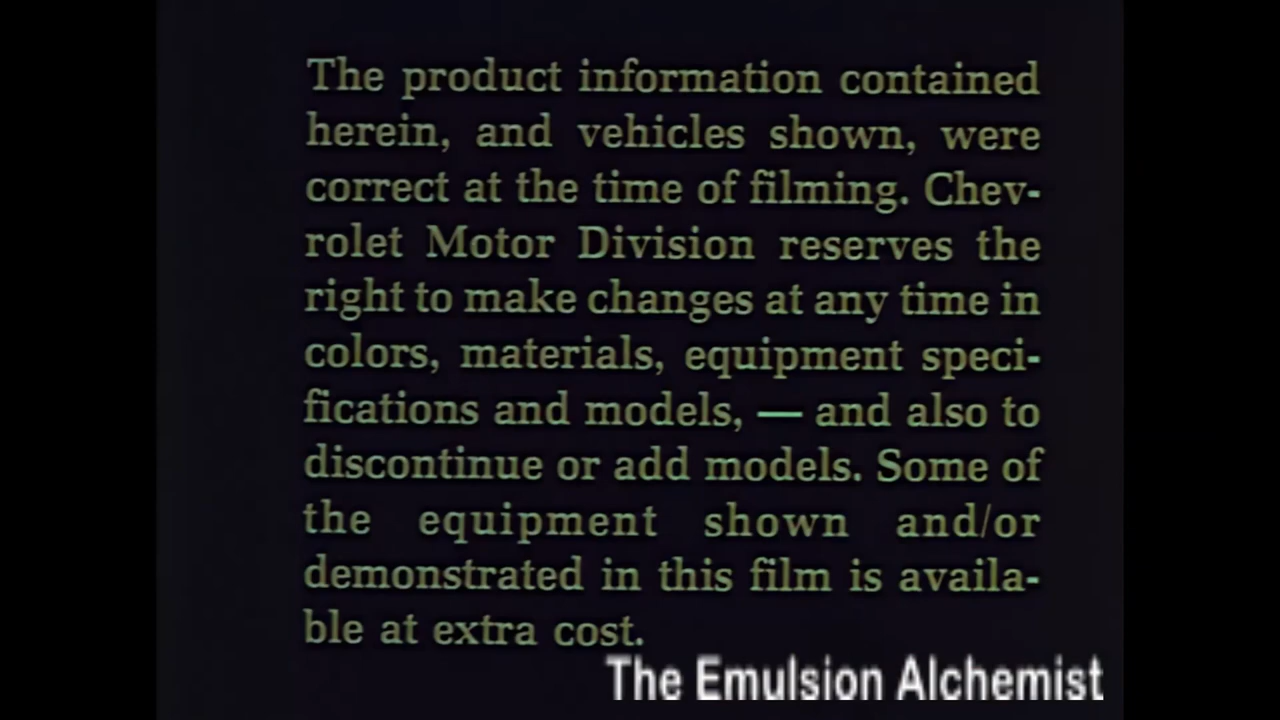 The product information contained
herein, and vehicles shown, were
correct at the time of filming. Chev-
rolet Motor Division reserves the
right to make changes at any time in
colors, materials, equipment speci-
fications and models, — and also to
discontinue or add models. Some of
the equipment shown and/or
demonstrated in this film is availa-
ble at extra cost.
The Emulsion Alchemist